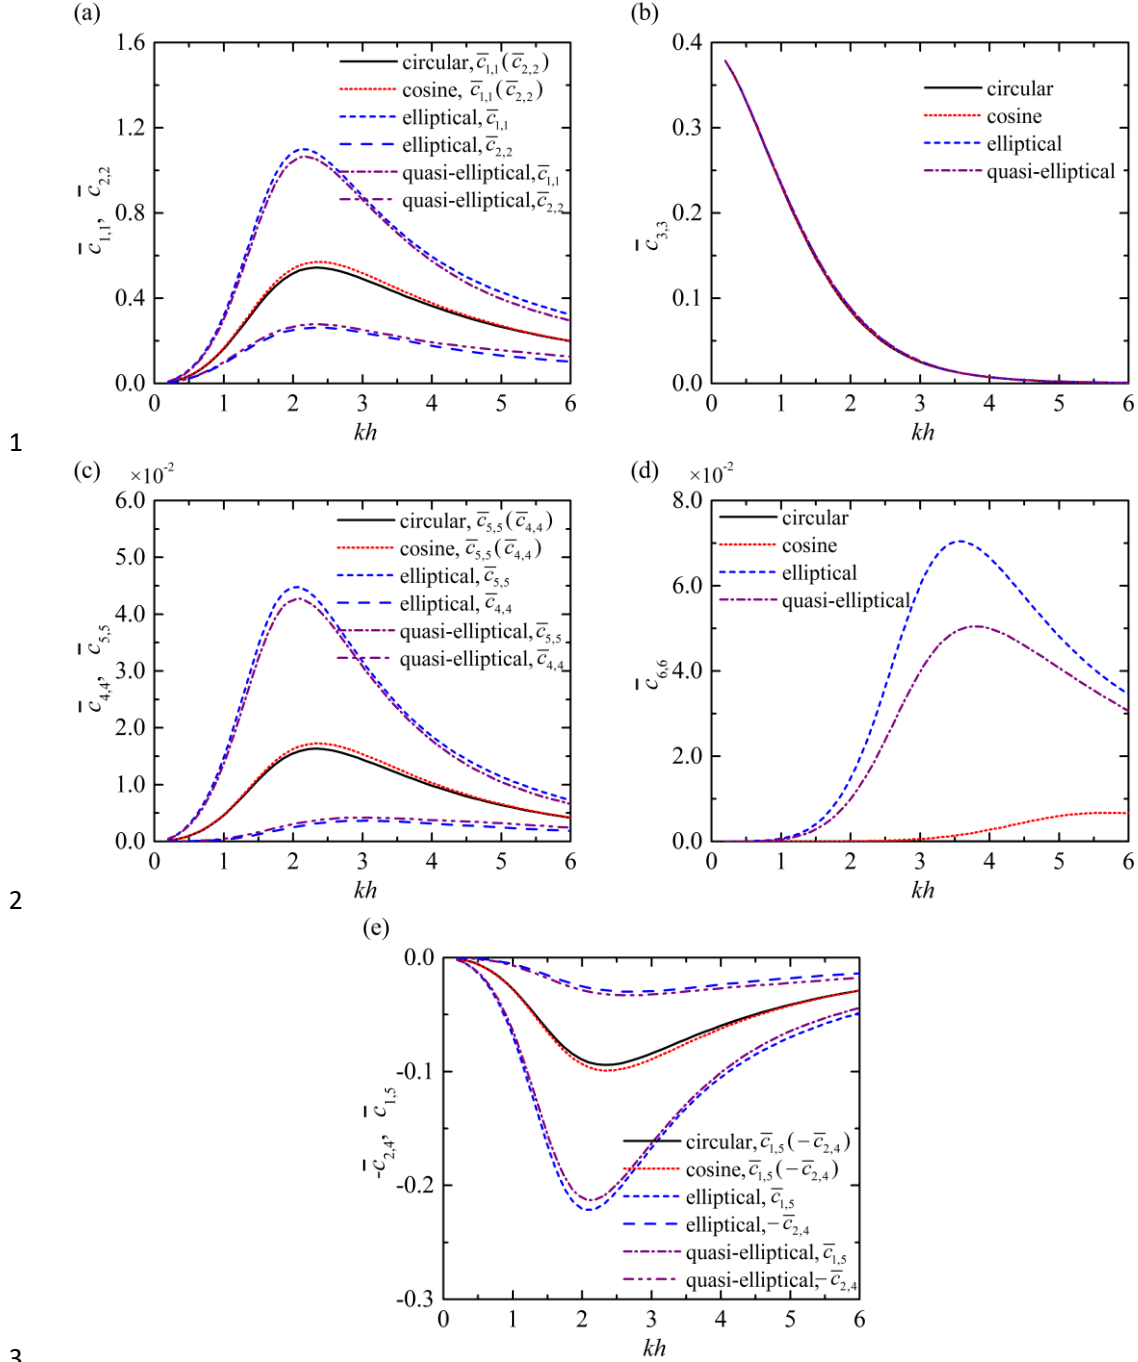 (a)
(b)
1.6
1.2
0.8
0.4
0.0
c̄1,1, c̄2,2
circular, c̄1,1(c̄2,2)
cosine, c̄1,1(c̄2,2)
elliptical, c̄1,1
elliptical, c̄2,2
quasi-elliptical, c̄1,1
quasi-elliptical, c̄2,2
0 1 2 3 4 5 6
kh
0.4
0.3
0.2
0.1
0.0
c̄3,3
circular
cosine
elliptical
quasi-elliptical
0 1 2 3 4 5 6
kh
1
(c)
×10-2
(d)
×10-2
6.0
5.0
4.0
3.0
2.0
1.0
0.0
c̄4,4, c̄5,5
circular, c̄5,5(c̄4,4)
cosine, c̄5,5(c̄4,4)
elliptical, c̄5,5
elliptical, c̄4,4
quasi-elliptical, c̄5,5
quasi-elliptical, c̄4,4
0 1 2 3 4 5 6
kh
8.0
6.0
4.0
2.0
0.0
c̄6,6
circular
cosine
elliptical
quasi-elliptical
0 1 2 3 4 5 6
kh
2
(e)
0.0
-0.1
-0.2
-0.3
-c̄2,4, c̄1,5
circular, c̄1,5(−c̄2,4)
cosine, c̄1,5(−c̄2,4)
elliptical, c̄1,5
elliptical,−c̄2,4
quasi-elliptical, c̄1,5
quasi-elliptical,−c̄2,4
0 1 2 3 4 5 6
kh
3